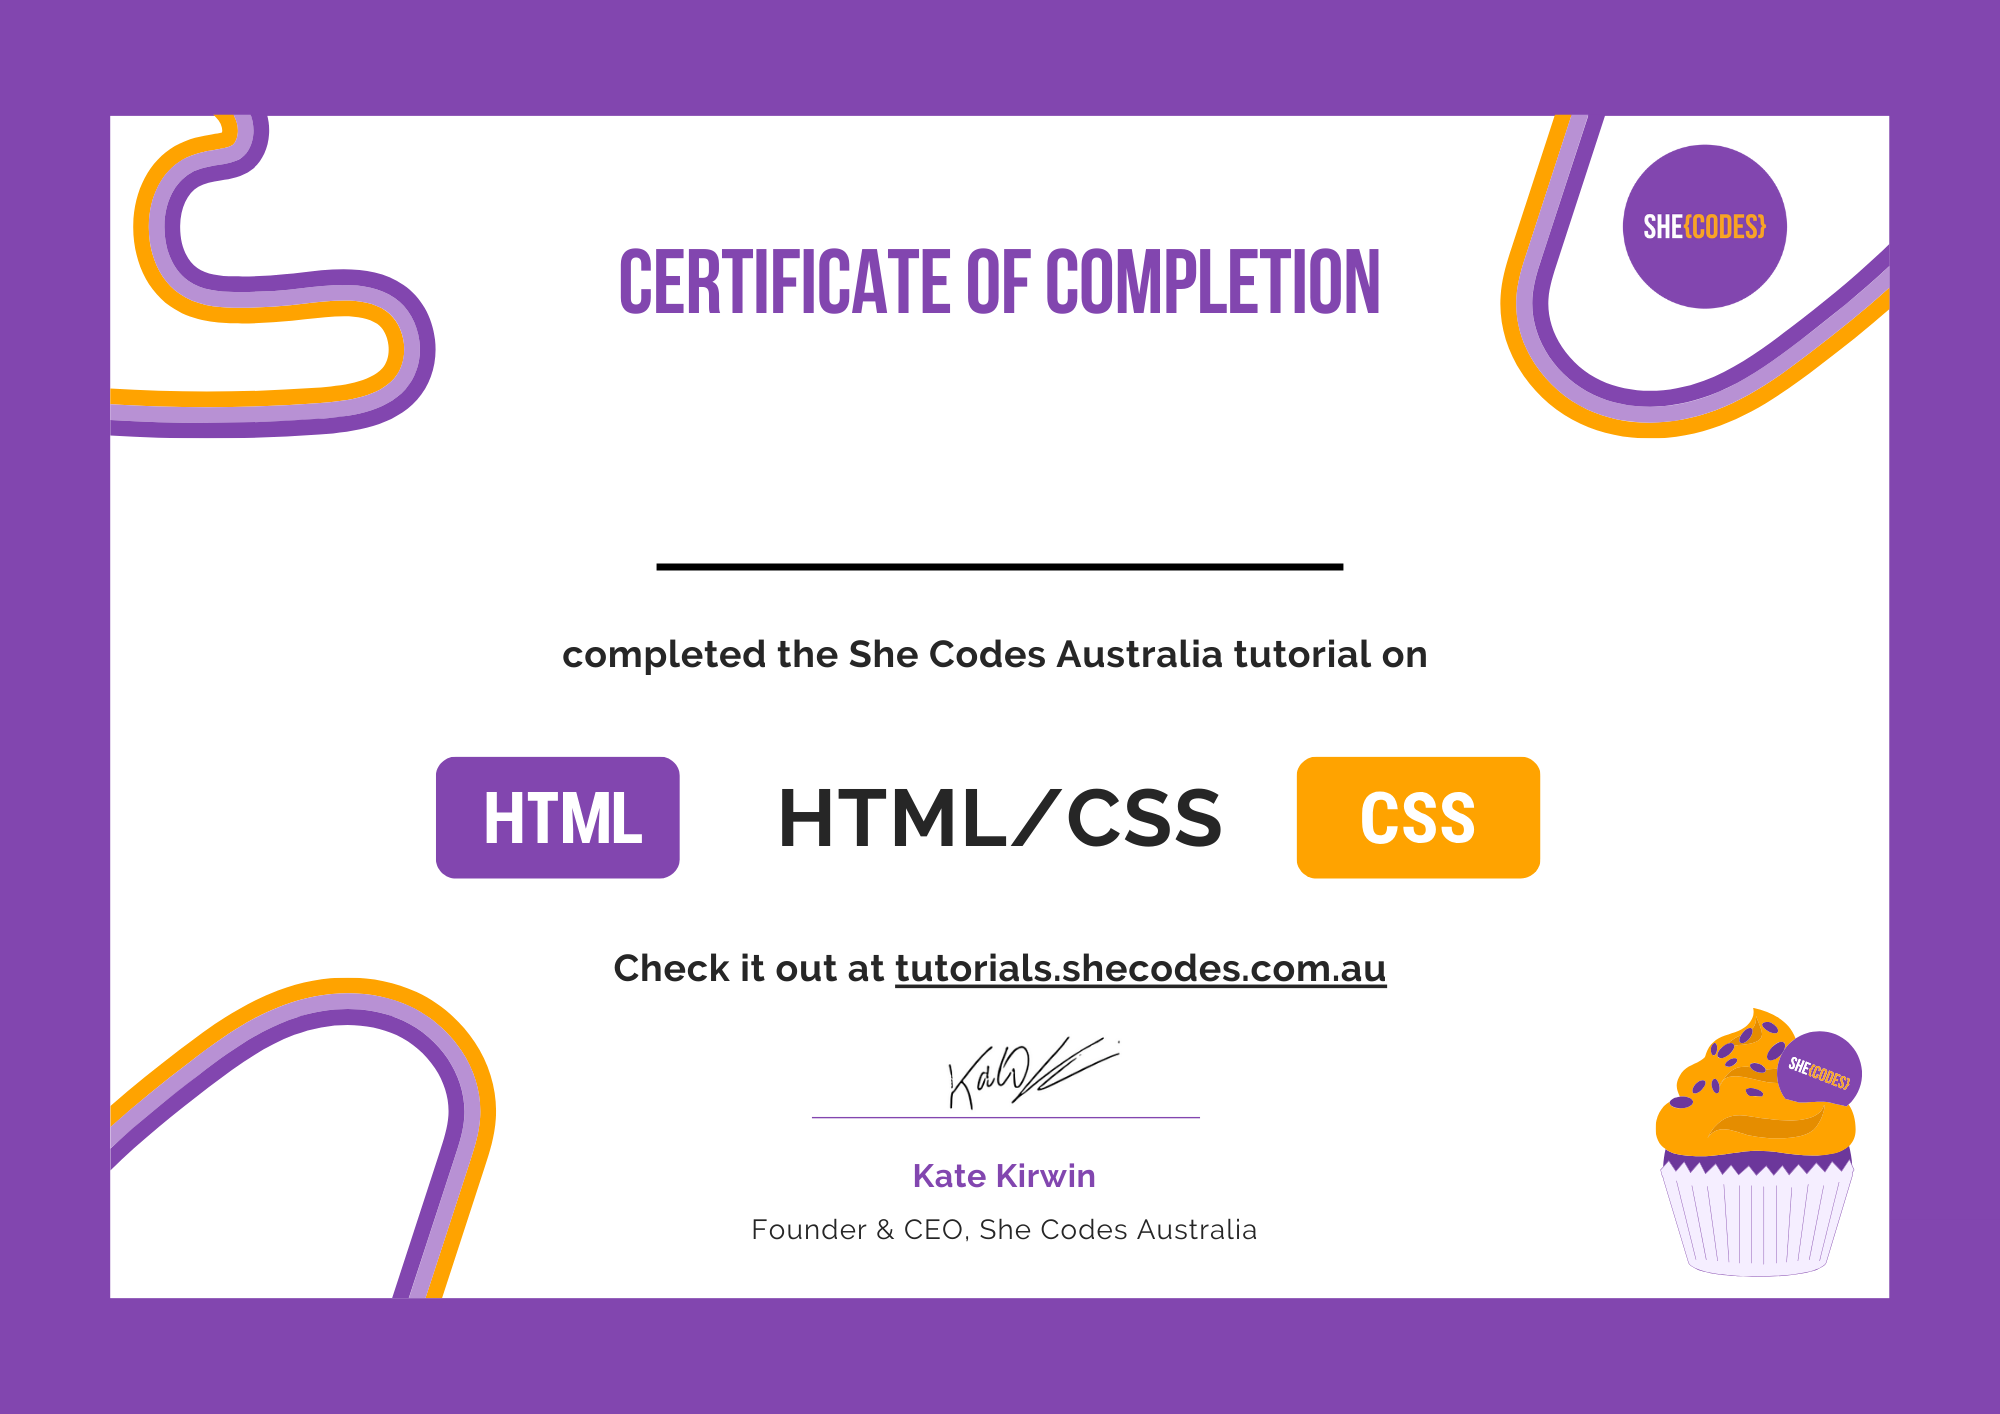 SHE{CODES}
CERTIFICATE OF COMPLETION
completed the She Codes Australia tutorial on
HTML
HTML/CSS
CSS
Check it out at tutorials.shecodes.com.au
SHE{CODES}
Kate Kirwin
Founder & CEO, She Codes Australia